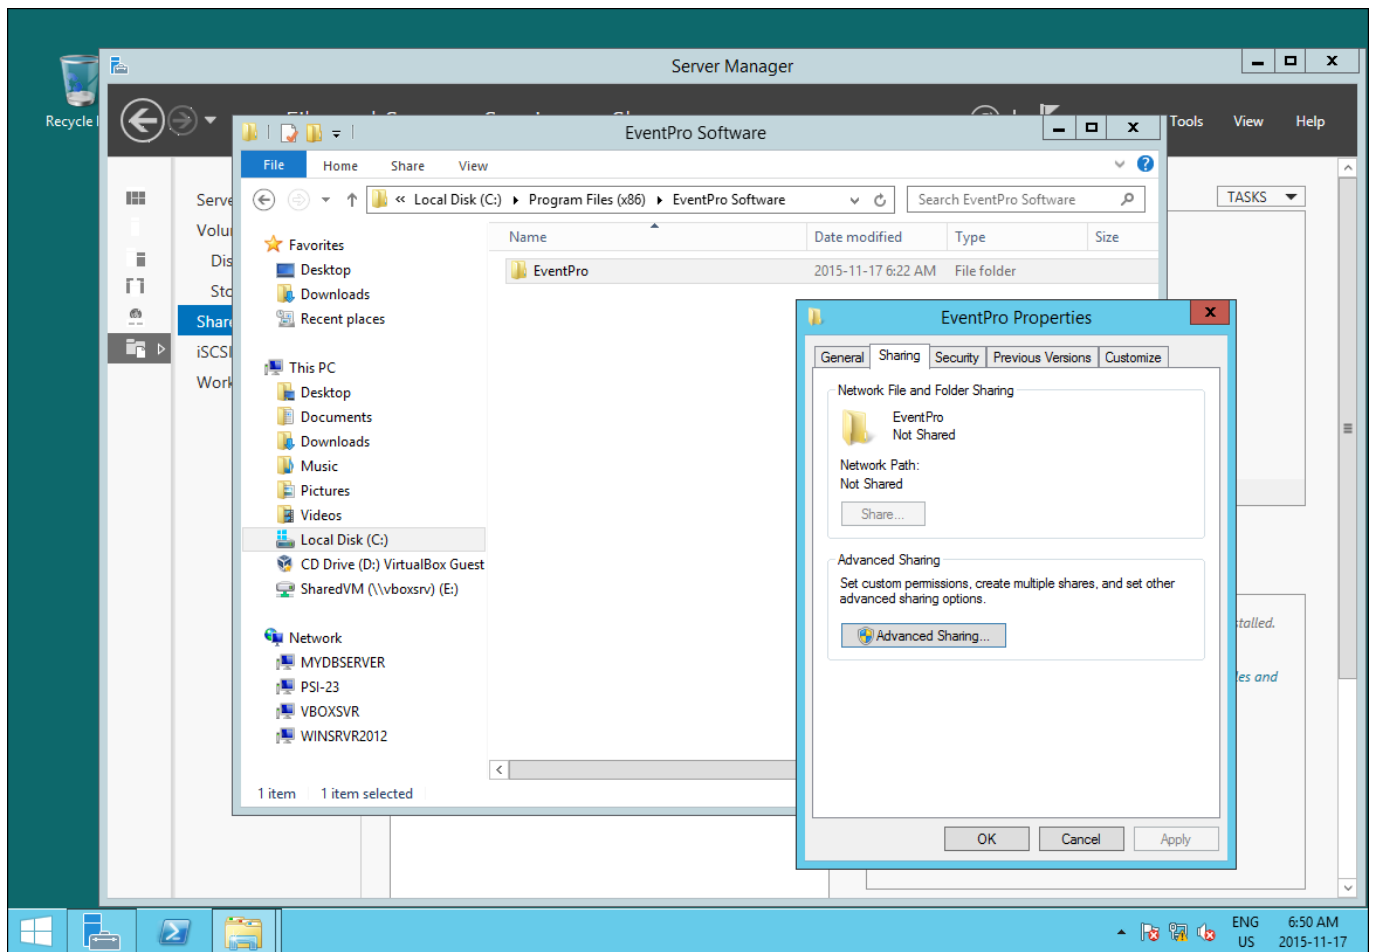 Recycle
Server Manager
Tools View Help
TASKS
Serve
Volu
Dis
Sto
Share
iSCSI
Work
EventPro Software
File Home Share View
« Local Disk (C:) Program Files (x86) EventPro Software
Search EventPro Software
Favorites
Desktop
Downloads
Recent places
This PC
Desktop
Documents
Downloads
Music
Pictures
Videos
Local Disk (C:)
CD Drive (D:) VirtualBox Guest
SharedVM (\\vboxsrv) (E:)
Network
MYDBSERVER
PSI-23
VBOXSVR
WINSRVR2012
Name Date modified Type Size
EventPro 2015-11-17 6:22 AM File folder
1 item 1 item selected
EventPro Properties
General Sharing Security Previous Versions Customize
Network File and Folder Sharing
EventPro
Not Shared
Network Path:
Not Shared
Share...
Advanced Sharing
Set custom permissions, create multiple shares, and set other
advanced sharing options.
Advanced Sharing...
OK Cancel Apply
stalled.
les and
ENG 6:50 AM
US 2015-11-17